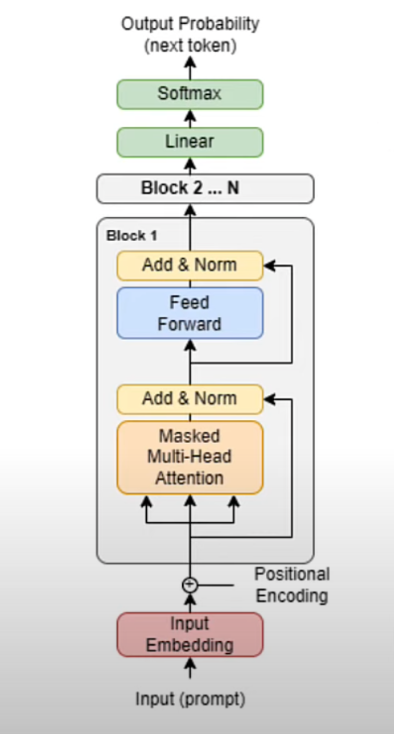 Output Probability
(next token)
Softmax
Linear
Block 2 ... N
Block 1
Add & Norm
Feed
Forward
Add & Norm
Masked
Multi-Head
Attention
Positional
Encoding
Input
Embedding
Input (prompt)